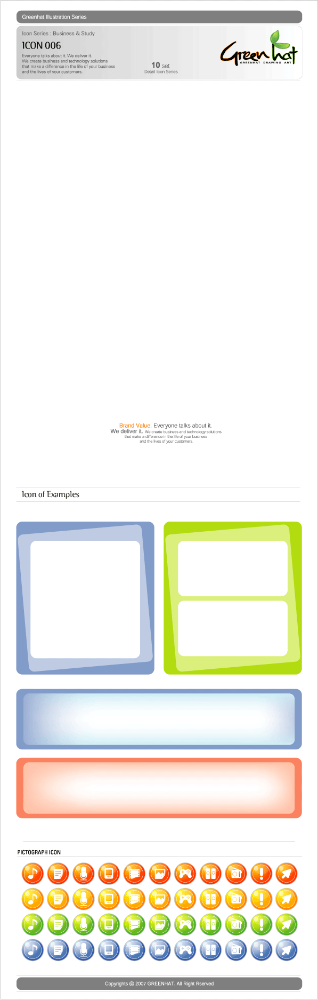 Greenhat Illustration Series
Icon Series : Business & Study
ICON 006
Everyone talks about it. We deliver it.
We create business and technology solutions
that make a difference in the life of your business
and the lives of your customers.
10 set
Detail Icon Series
Green hat
GREENHAT DRAWING ART
Brand Value. Everyone talks about it.
We deliver it. We create business and technology solutions
that make a difference in the life of your business
and the lives of your customers.
Icon of Examples
PICTOGRAPH ICON
Copyrights ⓒ 2007 GREENHAT. All Right Rserved